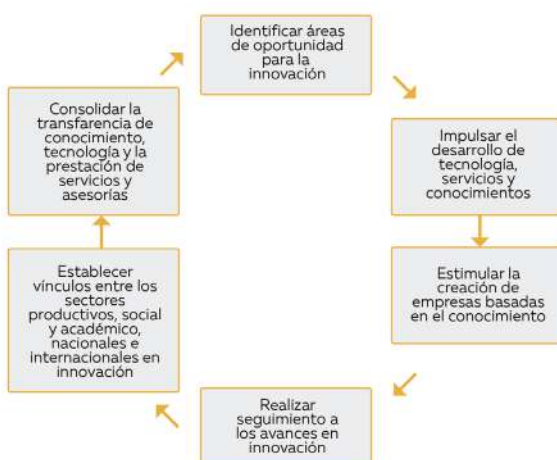 Identificar áreas
de oportunidad
para la
innovación
Impulsar el
desarrollo de
tecnología,
servicios y
conocimientos
Estimular la
creación de
empresas basadas
en el conocimiento
Realizar
seguimiento a
los avances en
innovación
Establecer
vínculos entre los
sectores
productivos, social
y académico,
nacionales e
internacionales en
innovación
Consolidar la
transfarencia de
conocimiento,
tecnología y la
prestación de
servicios y
asesorías